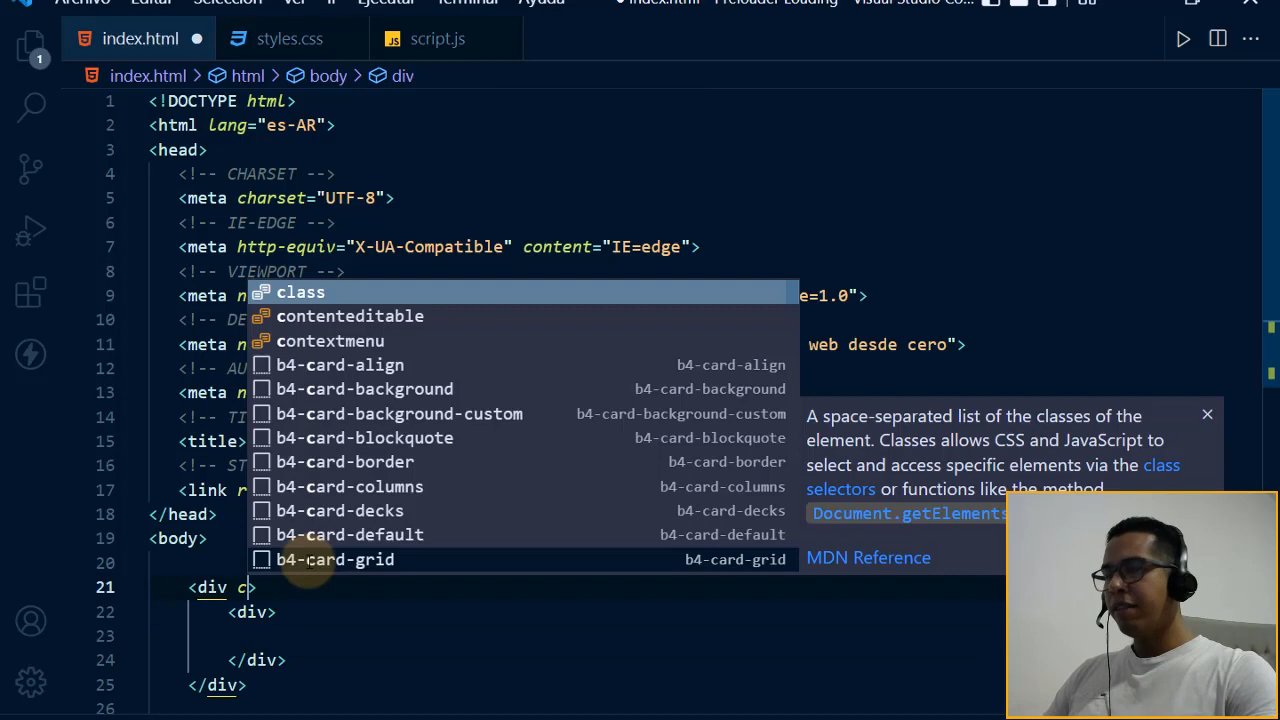 Archivo Editar Selección Ver Ir Ejecutar Terminal Ayuda index.html - Preloader Loading - Visual Studio Co...
index.html styles.css JS script.js
1
index.html > html > body > div
1 <!DOCTYPE html>
2 <html lang="es-AR">
3 <head>
4 <!-- CHARSET -->
5 <meta charset="UTF-8">
6 <!-- IE-EDGE -->
7 <meta http-equiv="X-UA-Compatible" content="IE=edge">
8 <!-- VIEWPORT -->
9 <meta n e=1.0">
10 <!-- DE
11 <meta n web desde cero">
12 <!-- AU
13 <meta n
14 <!-- TI
15 <title>
16 <!-- ST
17 <link r
18 </head>
19 <body>
20
21 <div c>
22 <div>
23
24 </div>
25 </div>
26
class
contenteditable
contextmenu
b4-card-align b4-card-align
b4-card-background b4-card-background
b4-card-background-custom b4-card-background-custom
b4-card-blockquote b4-card-blockquote
b4-card-border b4-card-border
b4-card-columns b4-card-columns
b4-card-decks b4-card-decks
b4-card-default b4-card-default
b4-card-grid b4-card-grid
A space-separated list of the classes of the
element. Classes allows CSS and JavaScript to
select and access specific elements via the class
selectors or functions like the method
Document.getElements
MDN Reference